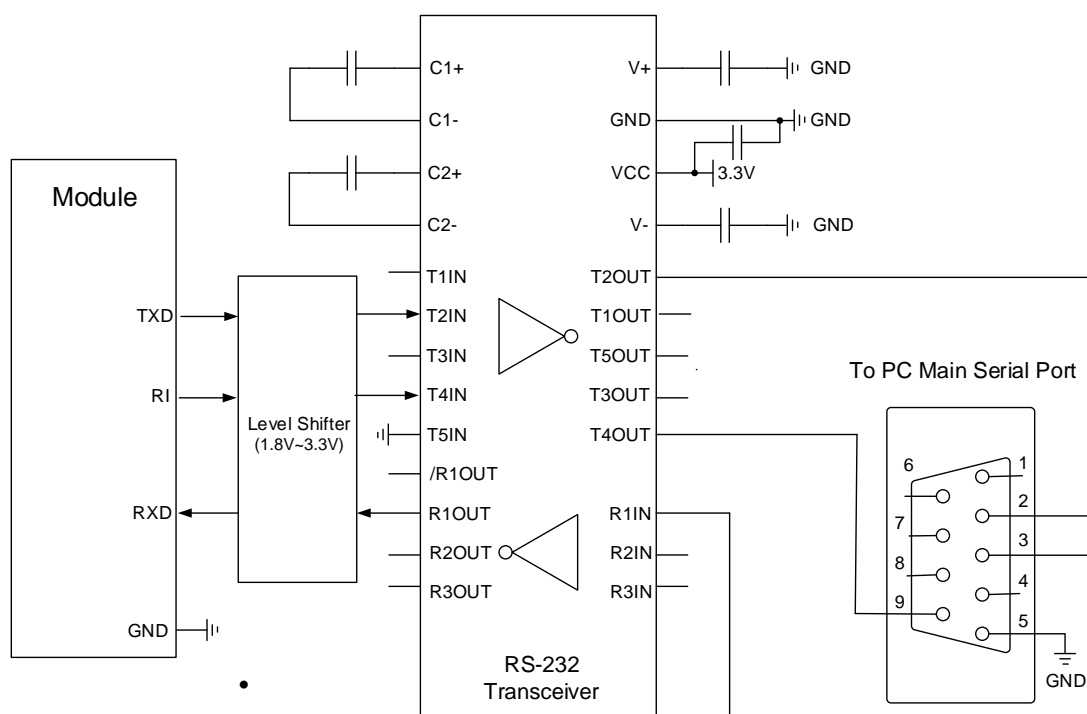 Module
TXD
RI
RXD
GND
Level Shifter
(1.8V~3.3V)
C1+
C1-
C2+
C2-
T1IN
T2IN
T3IN
T4IN
T5IN
/R1OUT
R1OUT
R2OUT
R3OUT
V+
GND
VCC
V-
T2OUT
T1OUT
T5OUT
T3OUT
T4OUT
R1IN
R2IN
R3IN
RS-232
Transceiver
GND
GND
3.3V
GND
To PC Main Serial Port
6
7
8
9
1
2
3
4
5
GND